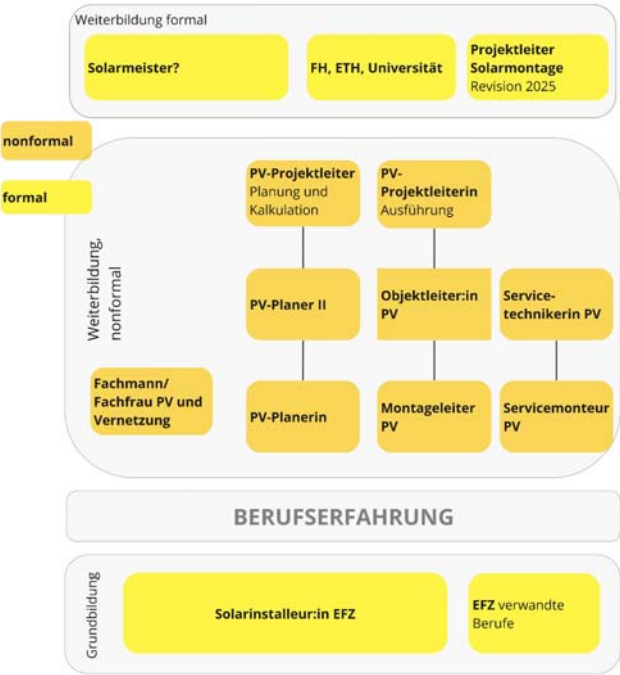 Weiterbildung formal
Solarmeister?
FH, ETH, Universität
Projektleiter
Solarmontage
Revision 2025
nonformal
formal
Weiterbildung,
nonformal
PV-Projektleiter
Planung und
Kalkulation
PV-
Projektleiterin
Ausführung
PV-Planer II
Objektleiter:in
PV
Service-
technikerin PV
Fachmann/
Fachfrau PV und
Vernetzung
PV-Planerin
Montageleiter
PV
Servicemonteur
PV
BERUFSERFAHRUNG
Grundbildung
Solarinstalleur:in EFZ
EFZ verwandte
Berufe